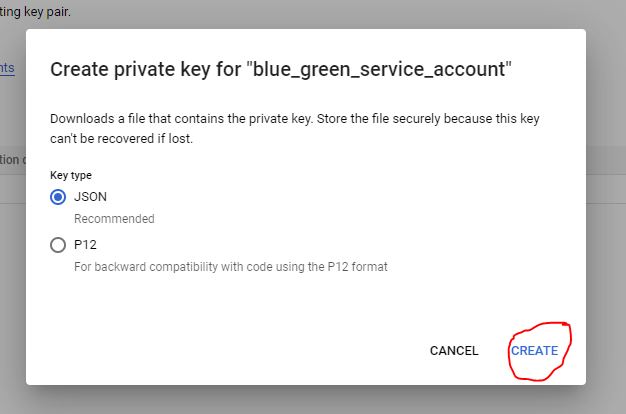 ting key pair.
nts
Create private key for "blue_green_service_account"
Downloads a file that contains the private key. Store the file securely because this key
can't be recovered if lost.
tion
Key type
JSON
Recommended
P12
For backward compatibility with code using the P12 format
CANCEL CREATE